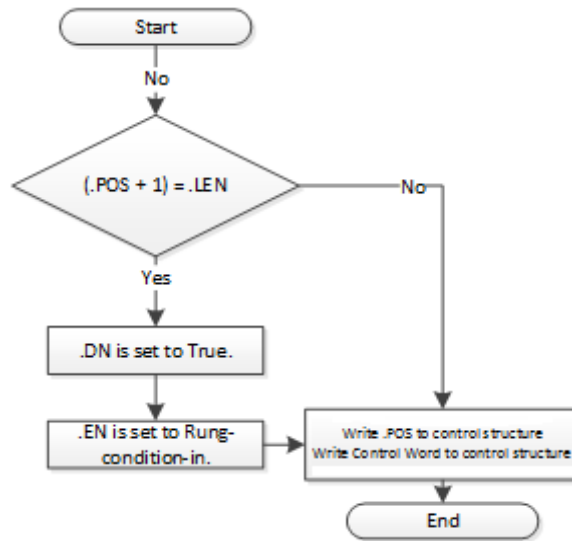 Start
No
(.POS + 1) = .LEN
No
Yes
.DN is set to True.
.EN is set to Rung-
condition-in.
Write .POS to control structure
Write Control Word to control structure.
End